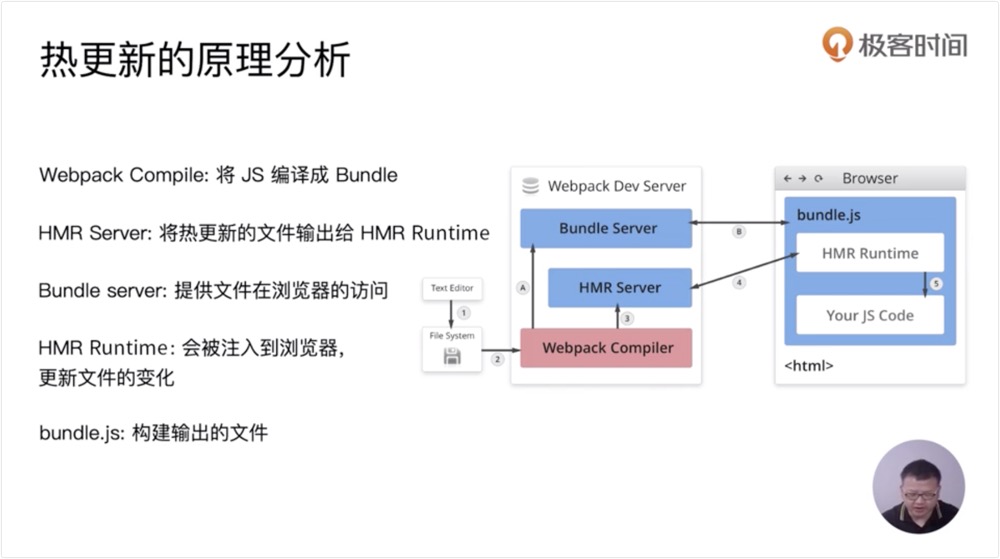 热更新的原理分析
极客时间
Webpack Compile: 将 JS 编译成 Bundle
HMR Server: 将热更新的文件输出给 HMR Runtime
Bundle server: 提供文件在浏览器的访问
HMR Runtime: 会被注入到浏览器,
更新文件的变化
bundle.js: 构建输出的文件
Text Editor
1
File System
2
Webpack Dev Server
Bundle Server
A
HMR Server
3
Webpack Compiler
B
4
Browser
bundle.js
HMR Runtime
5
Your JS Code
<html>